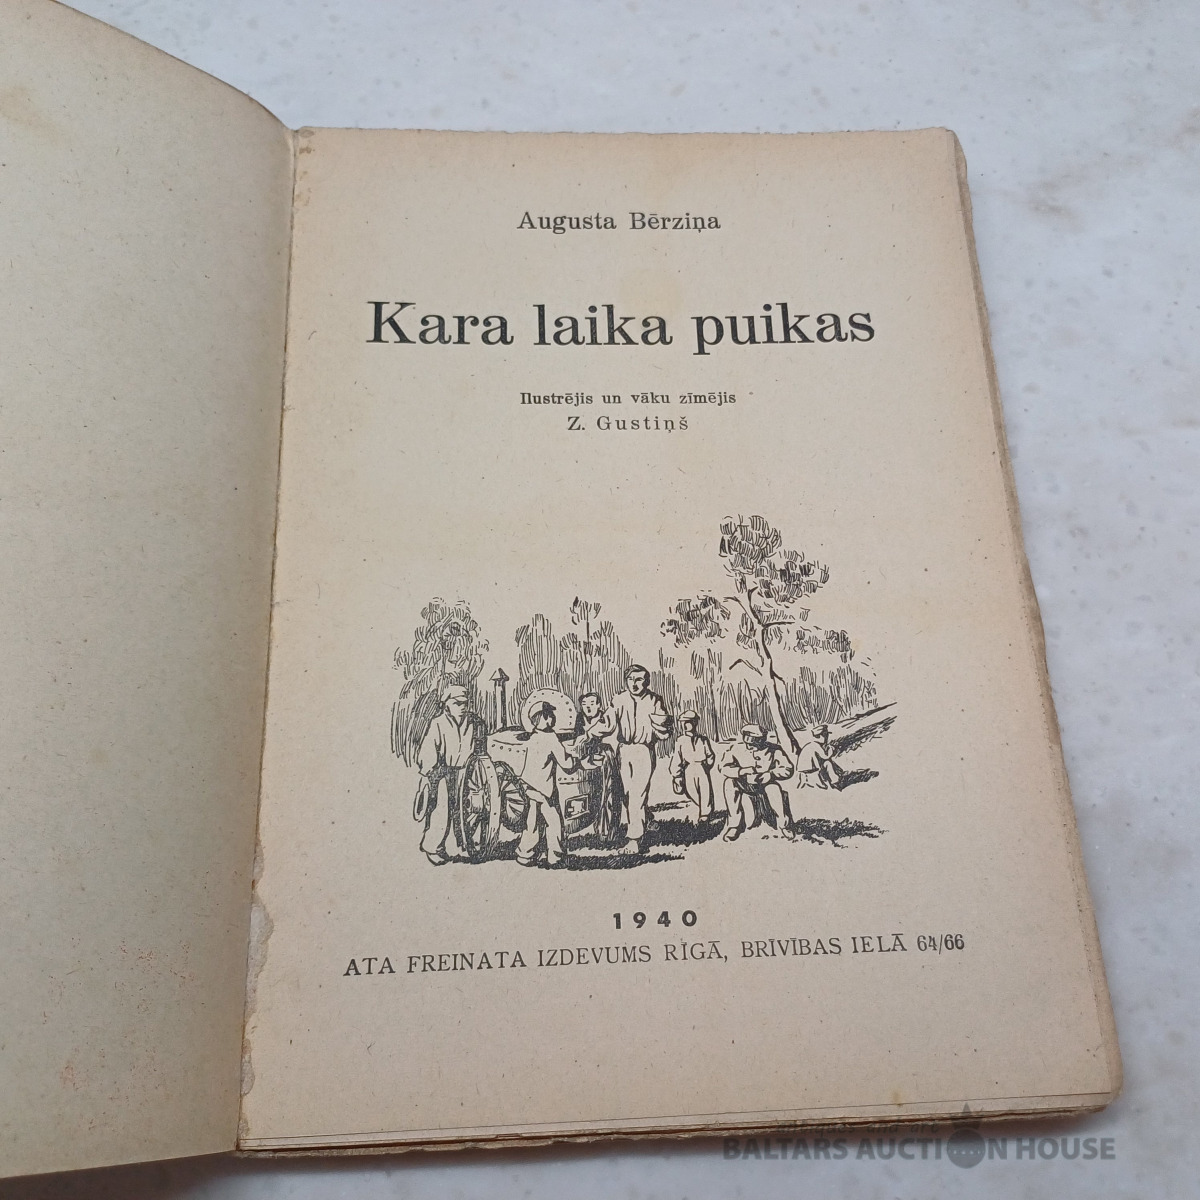 Augusta Bērziņa
Kara laika puikas
Ilustrējis un vāku zīmējis
Z. Gustiņš
1940
ATA FREINATA IZDEVUMS RĪGĀ, BRĪVĪBAS IELĀ 64/66
BALTARS AUCTION HOUSE